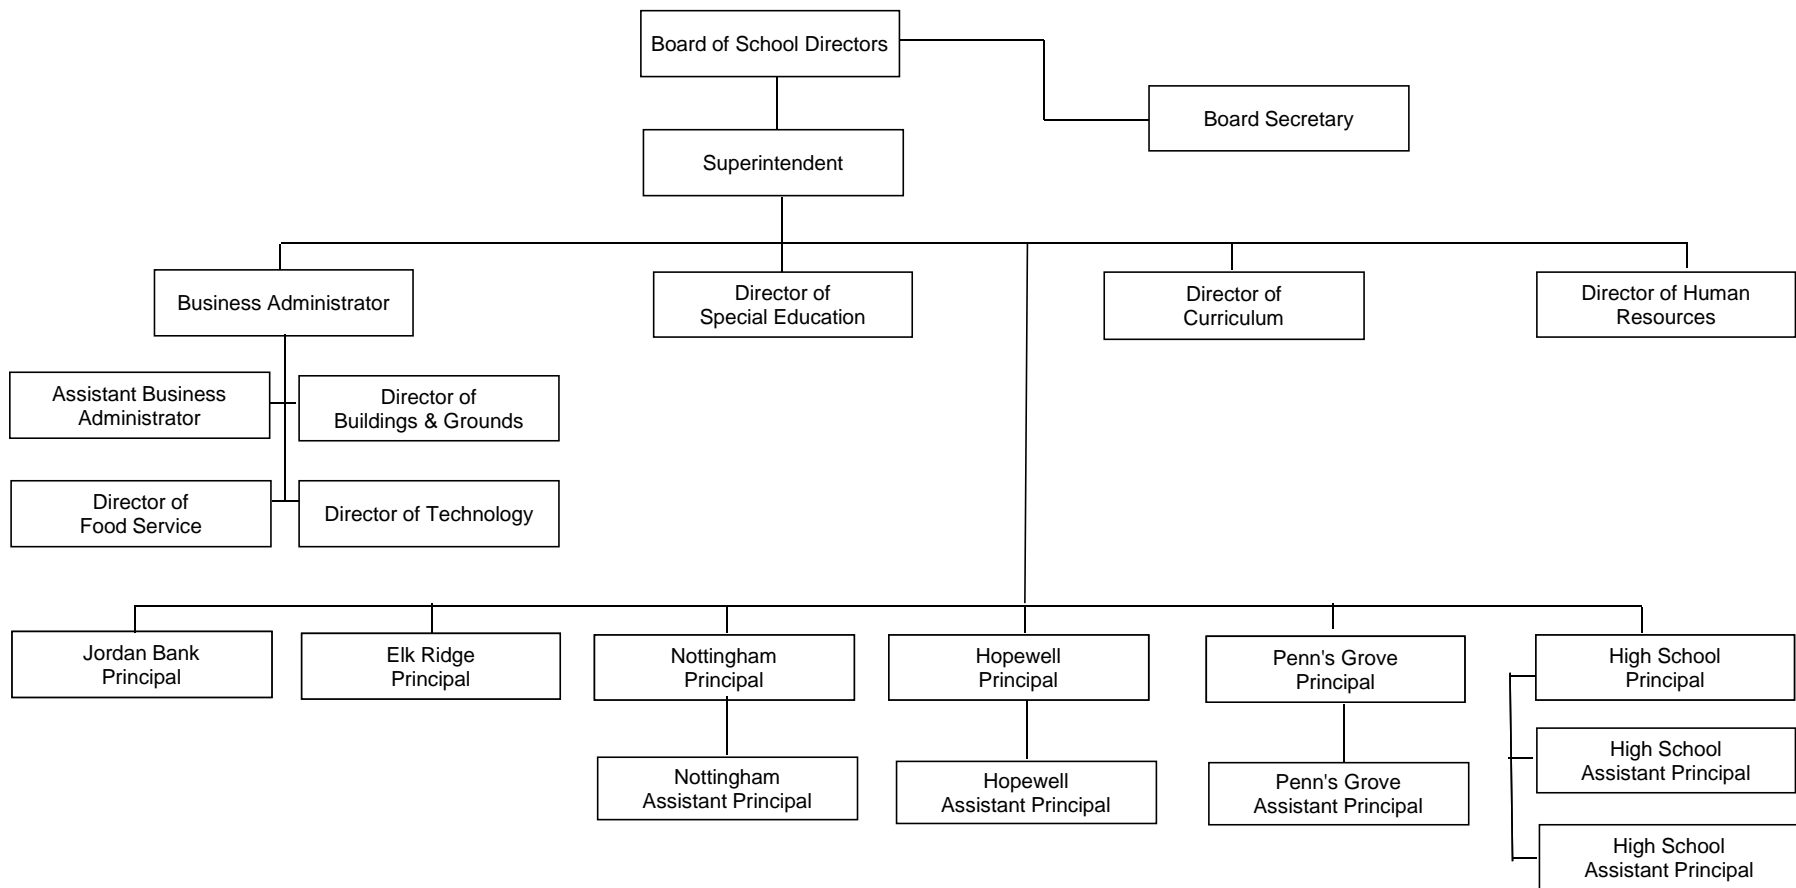 Board of School Directors
Board Secretary
Superintendent
Business Administrator
Director of
Special Education
Director of
Curriculum
Director of Human
Resources
Assistant Business
Administrator
Director of
Buildings & Grounds
Director of
Food Service
Director of Technology
Jordan Bank
Principal
Elk Ridge
Principal
Nottingham
Principal
Hopewell
Principal
Penn's Grove
Principal
High School
Principal
Nottingham
Assistant Principal
Hopewell
Assistant Principal
Penn's Grove
Assistant Principal
High School
Assistant Principal
High School
Assistant Principal